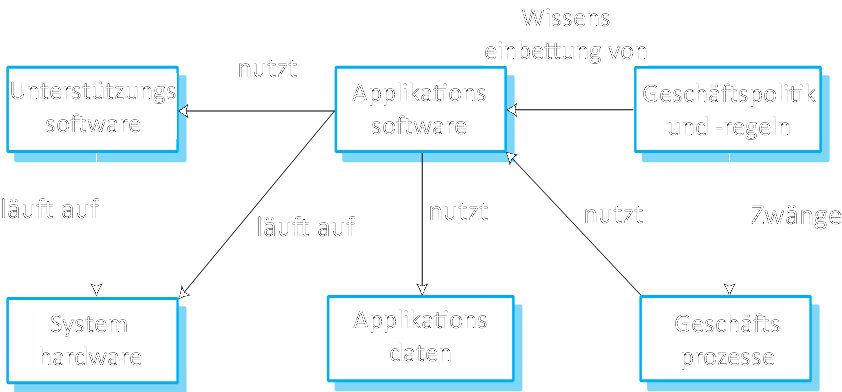 Wissens
einbettung von
nutzt
Unterstützungs
software
Applikations
software
Geschäftspolitik
und -regeln
läuft auf
läuft auf
nutzt
nutzt
Zwänge
System
hardware
Applikations
daten
Geschäfts
prozesse